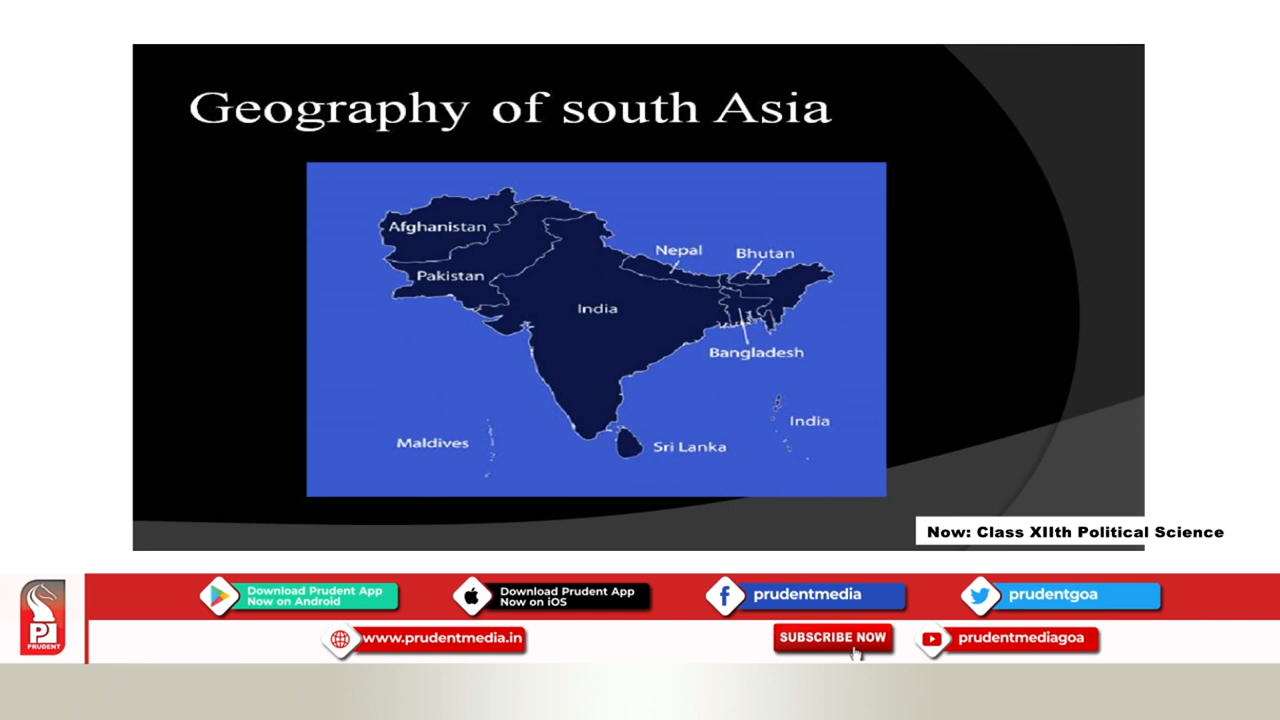 Geography of south Asia
Afghanistan
Nepal
Bhutan
Pakistan
India
Bangladesh
India
Maldives
Sri Lanka
Now: Class XIIth Political Science
Download Prudent App
Now on Android
Download Prudent App
Now on iOS
prudentmedia
prudentgoa
PRUDENT
www.prudentmedia.in
SUBSCRIBE NOW
prudentmediagoa